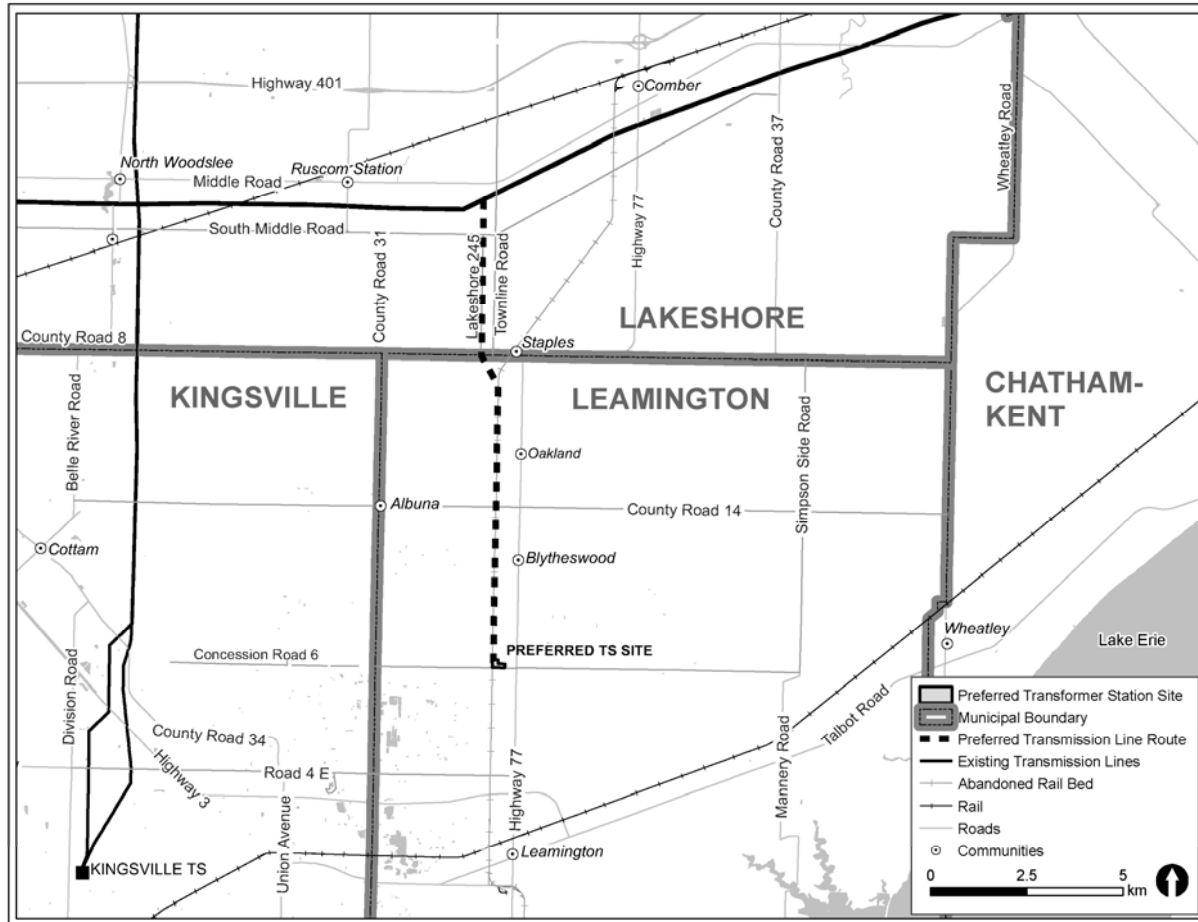 Highway 401
Comber
Wheatley Road
County Road 37
North Woodslee
Ruscom Station
Middle Road
South Middle Road
Highway 77
County Road 31
Lakeshore 245
Townline Road
LAKESHORE
County Road 8
Staples
KINGSVILLE
LEAMINGTON
CHATHAM-
KENT
Belle River Road
Simpson Side Road
Oakland
Albuna
County Road 14
Cottam
Blytheswood
Wheatley
Lake Erie
PREFERRED TS SITE
Concession Road 6
Division Road
County Road 34
Highway 3
Road 4 E
Union Avenue
Highway 77
Mannery Road
Talbot Road
Leamington
KINGSVILLE TS
Preferred Transformer Station Site
Municipal Boundary
Preferred Transmission Line Route
Existing Transmission Lines
Abandoned Rail Bed
Rail
Roads
Communities
0 2.5 5
km